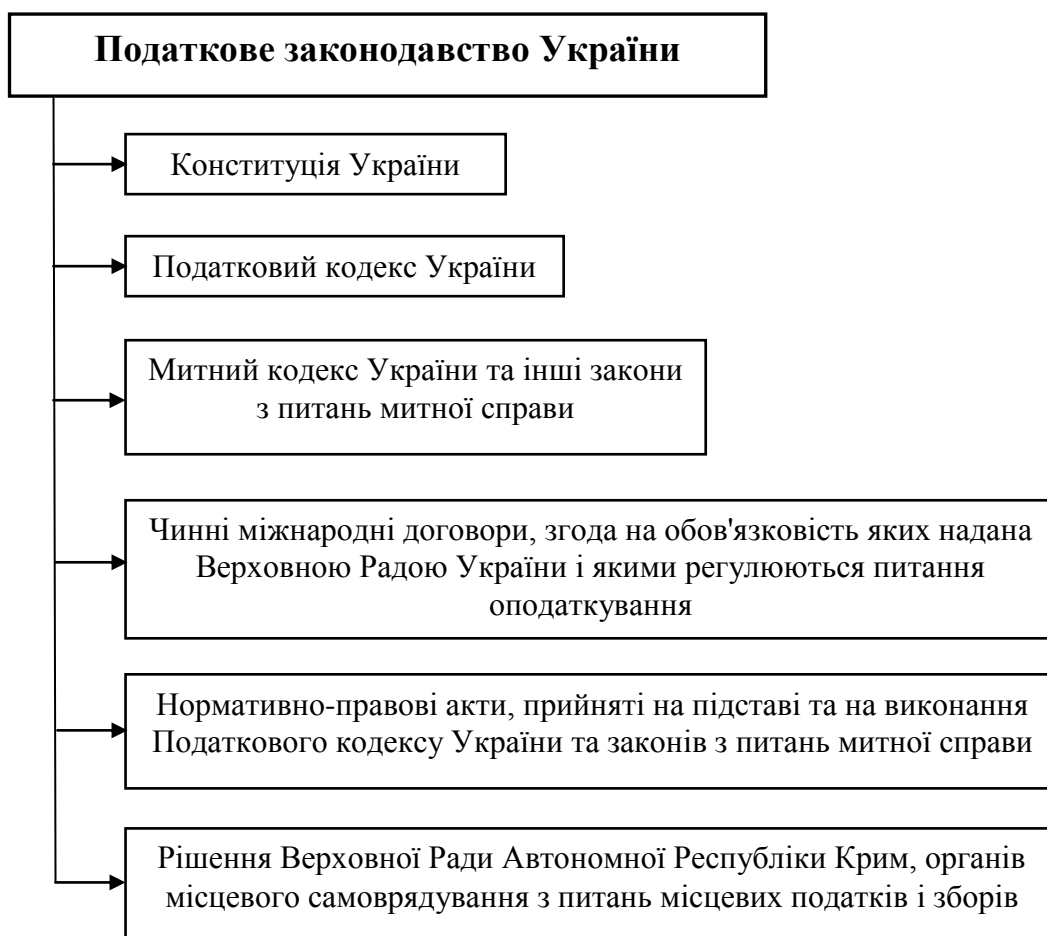 Податкове законодавство України
Конституція України
Податковий кодекс України
Митний кодекс України та інші закони
з питань митної справи
Чинні міжнародні договори, згода на обов'язковість яких надана
Верховною Радою України і якими регулюються питання
оподаткування
Нормативно-правові акти, прийняті на підставі та на виконання
Податкового кодексу України та законів з питань митної справи
Рішення Верховної Ради Автономної Республіки Крим, органів
місцевого самоврядування з питань місцевих податків і зборів